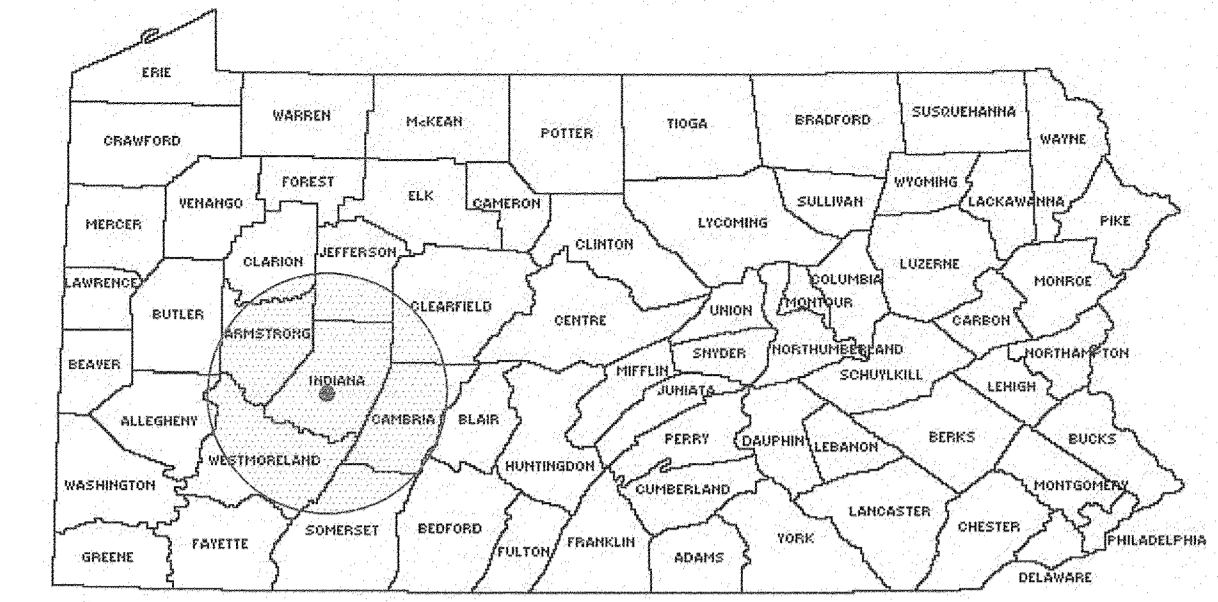 ERIE
WARREN
McKEAN
POTTER
TIOGA
BRADFORD
SUSQUEHANNA
WAYNE
CRAWFORD
FOREST
ELK
CAMERON
VENANGO
MERCER
LYCOMING
SULLIVAN
WYOMING
LACKAWANNA
PIKE
CLINTON
CLARION
JEFFERSON
LAWRENCE
BUTLER
ARMSTRONG
CLEARFIELD
CENTRE
UNION
MONTOUR
COLUMBIA
LUZERNE
MONROE
CARBON
BEAVER
INDIANA
MIFFLIN
SNYDER
NORTHUMBERLAND
SCHUYLKILL
NORTHAMPTON
LEHIGH
JUNIATA
ALLEGHENY
CAMBRIA
BLAIR
PERRY
DAUPHIN
LEBANON
BERKS
BUCKS
WESTMORELAND
HUNTINGDON
WASHINGTON
CUMBERLAND
MONTGOMERY
LANCASTER
CHESTER
PHILADELPHIA
GREENE
FAYETTE
SOMERSET
BEDFORD
FULTON
FRANKLIN
ADAMS
YORK
DELAWARE